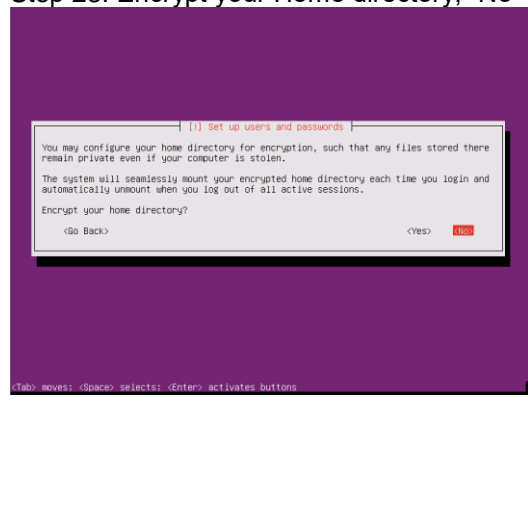 Encrypt your Home directory, No
[!] Set up users and passwords
You may configure your home directory for encryption, such that any files stored there
remain private even if your computer is stolen.
The system will seamlessly mount your encrypted home directory each time you login and
automatically unmount when you log out of all active sessions.
Encrypt your home directory?
<Go Back> <Yes> <No>
<Tab> moves; <Space> selects; <Enter> activates buttons